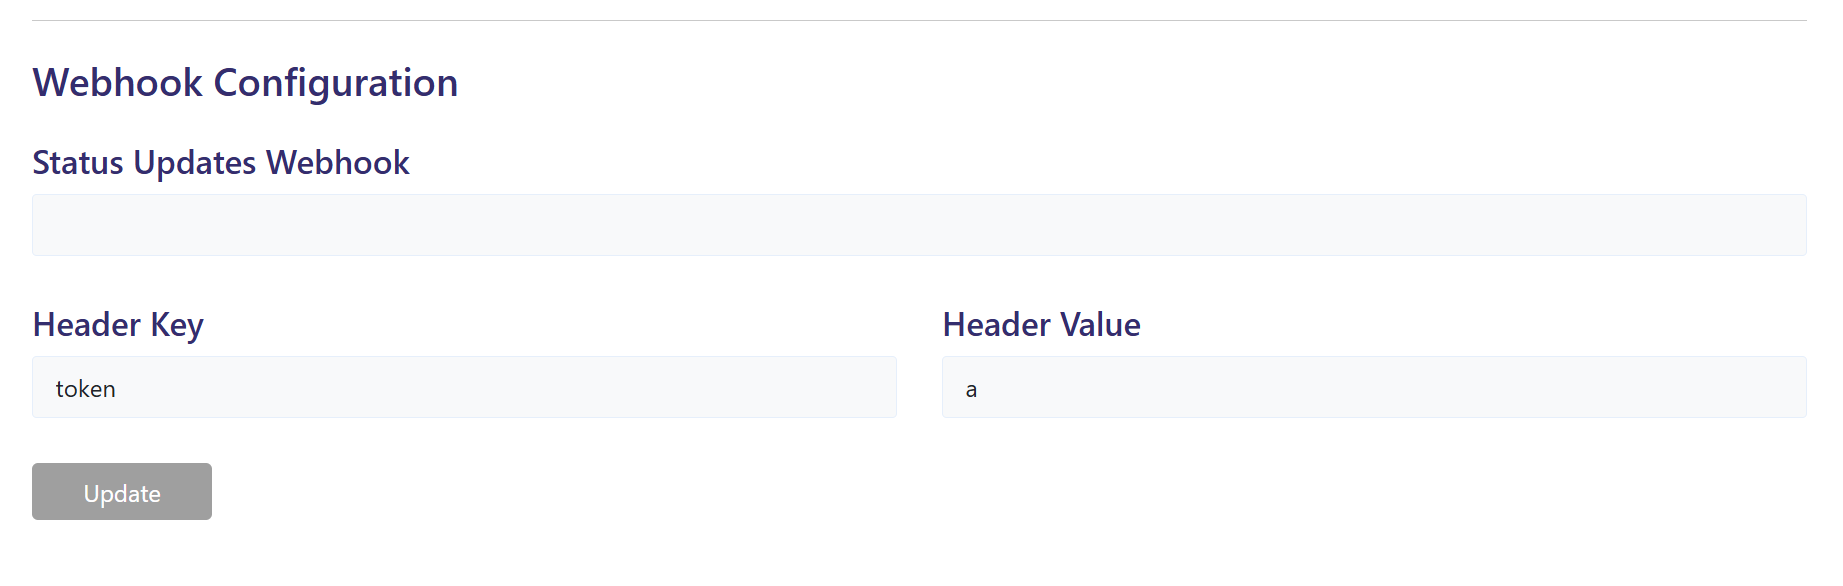 Webhook Configuration
Status Updates Webhook
Header Key
Header Value
token
a
Update